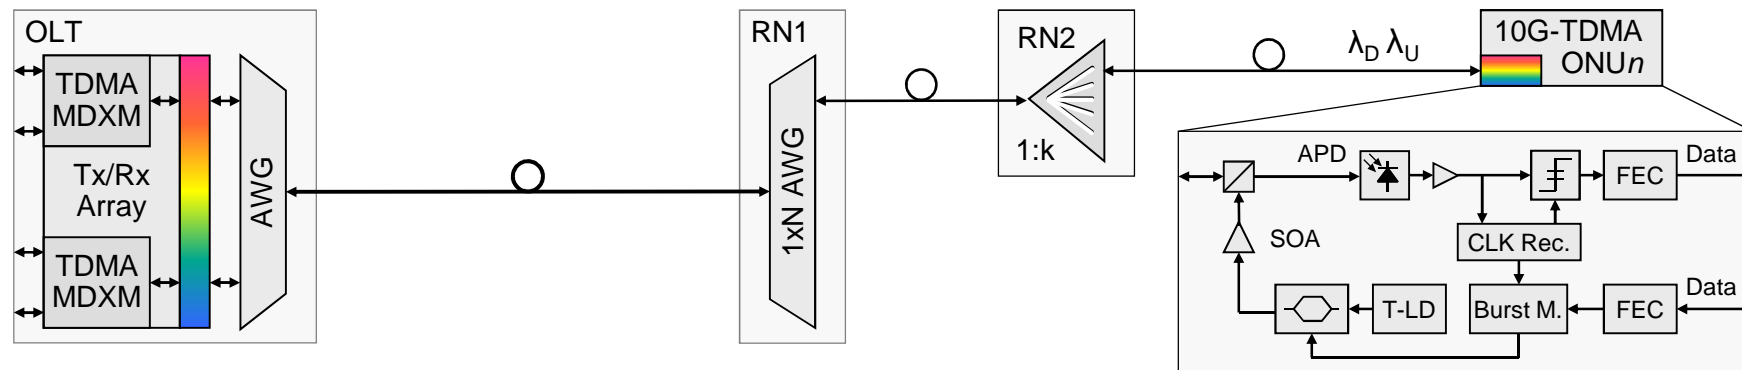 OLT
TDMA
MDXM
Tx/Rx
Array
TDMA
MDXM
AWG
RN1
1xN AWG
RN2
1:k
λD λU
10G-TDMA
ONUn
APD
FEC
Data
CLK Rec.
SOA
T-LD
Burst M.
FEC
Data